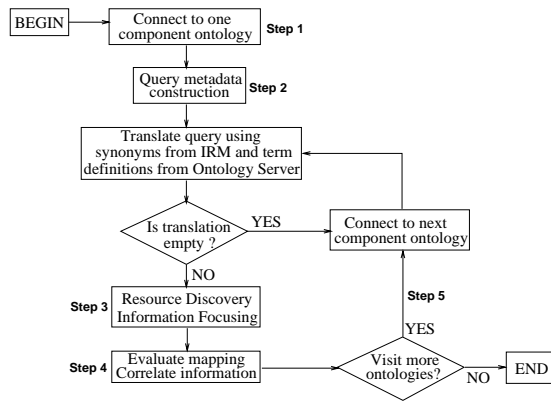 BEGIN
Connect to one
component ontology
Step 1
Query metadata
construction
Step 2
Translate query using
synonyms from IRM and term
definitions from Ontology Server
Is translation
empty ?
YES
Connect to next
component ontology
NO
Step 3
Resource Discovery
Information Focusing
Step 5
YES
Step 4
Evaluate mapping
Correlate information
Visit more
ontologies?
NO
END